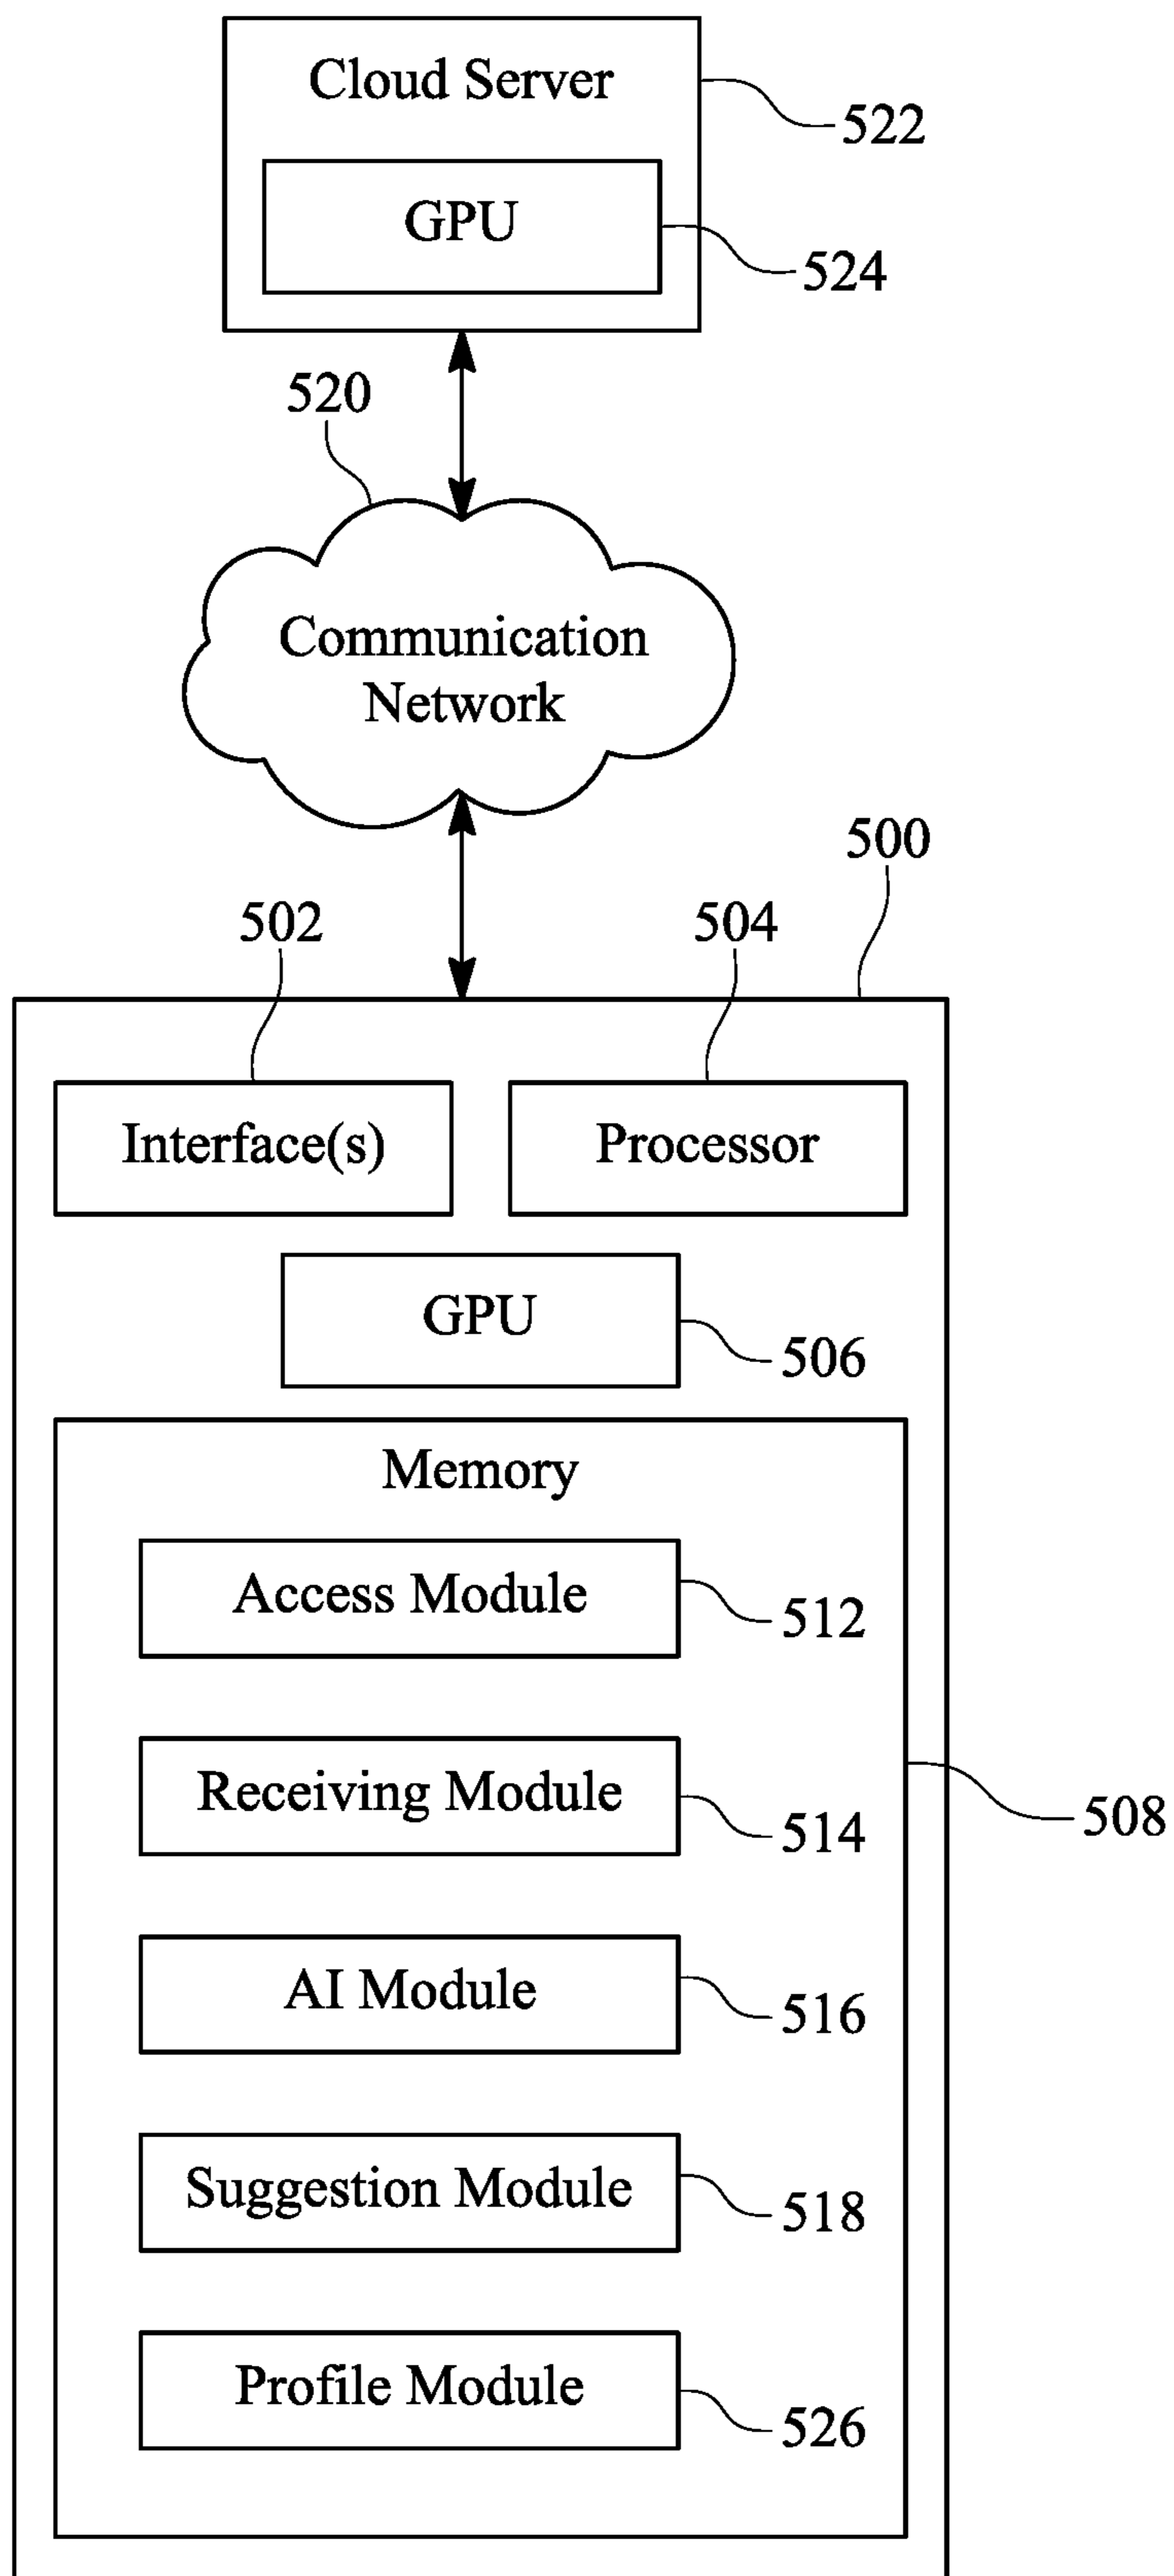 Cloud Server
522
GPU
524
520
Communication
Network
500
502
504
Interface(s)
Processor
GPU
506
Memory
Access Module
512
Receiving Module
514
508
AI Module
516
Suggestion Module
518
Profile Module
526